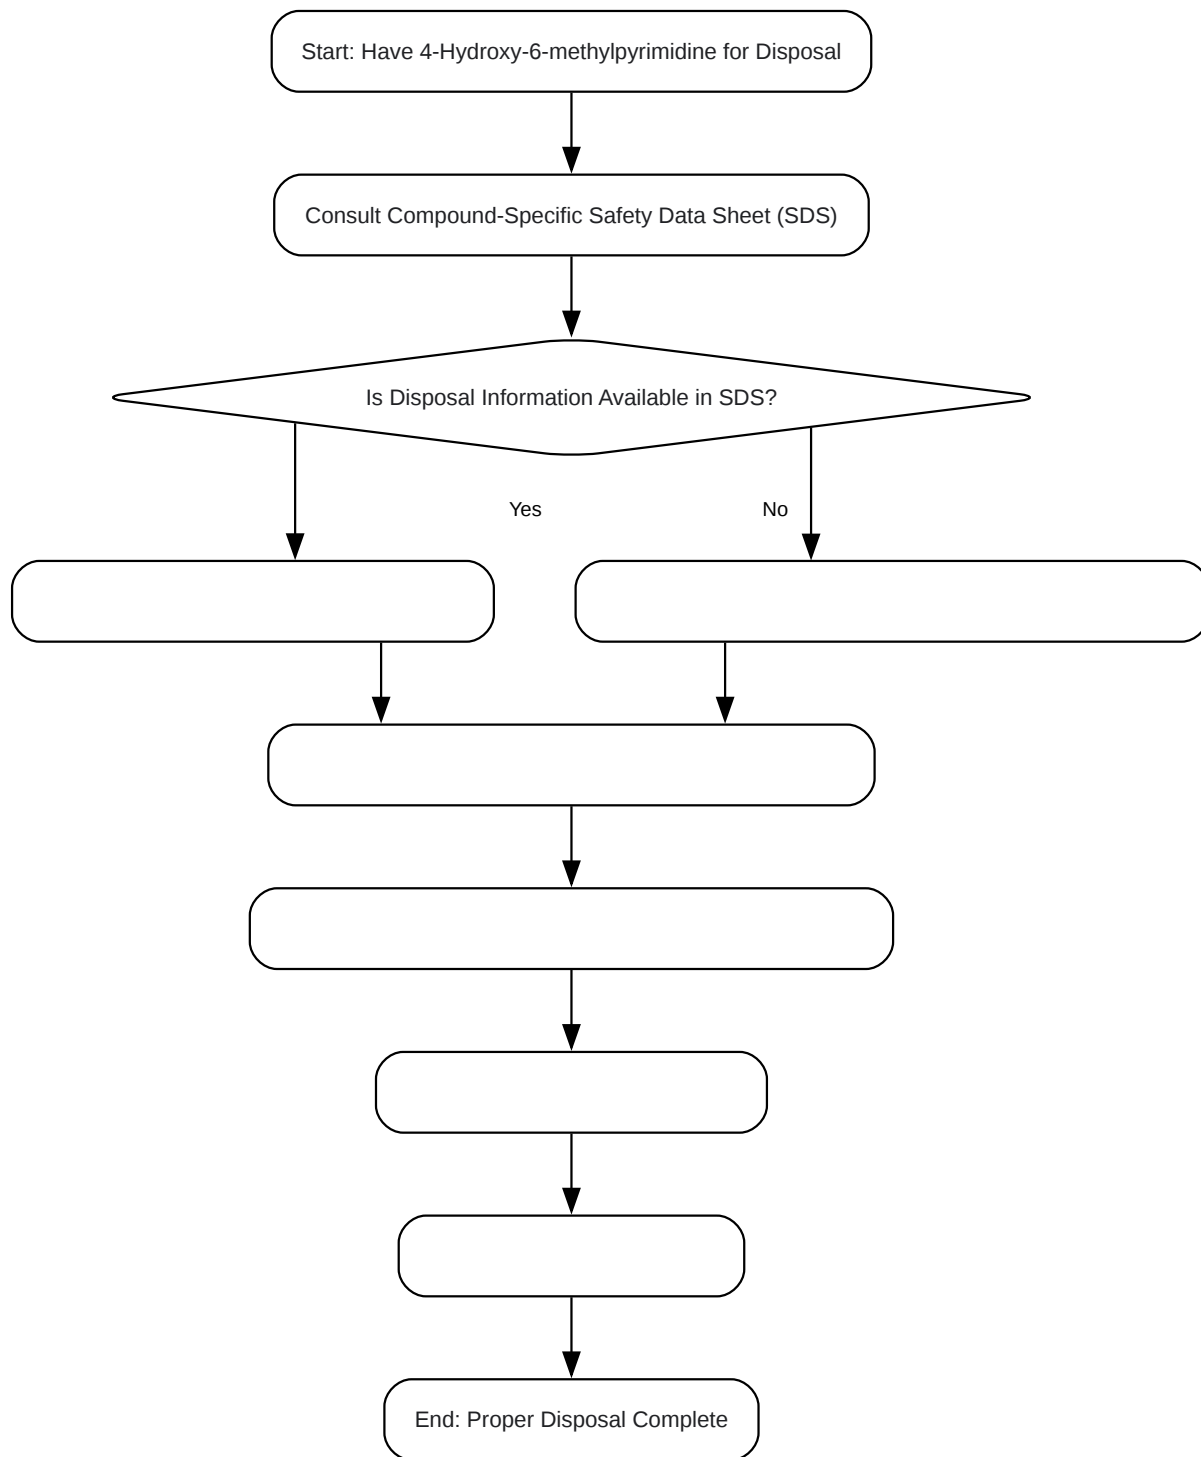 Start: Have 4-Hydroxy-6-methylpyrimidine for Disposal
Consult Compound-Specific Safety Data Sheet (SDS)
Is Disposal Information Available in SDS?
Yes
No
End: Proper Disposal Complete